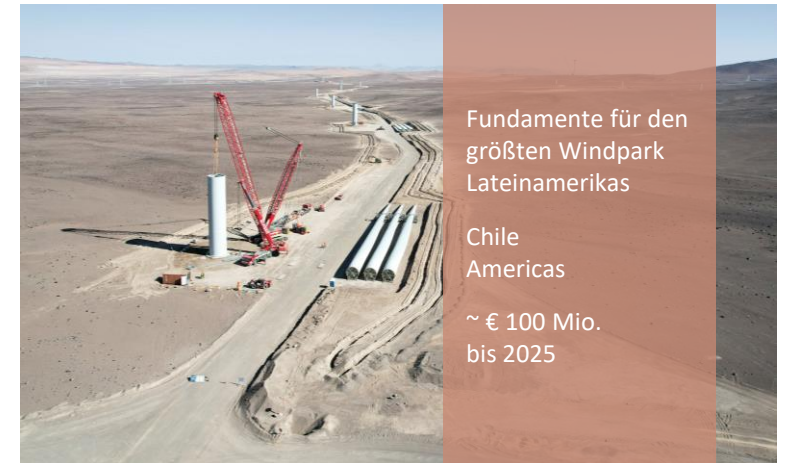 Fundamente für den
größten Windpark
Lateinamerikas
Chile
Americas
~ € 100 Mio.
bis 2025